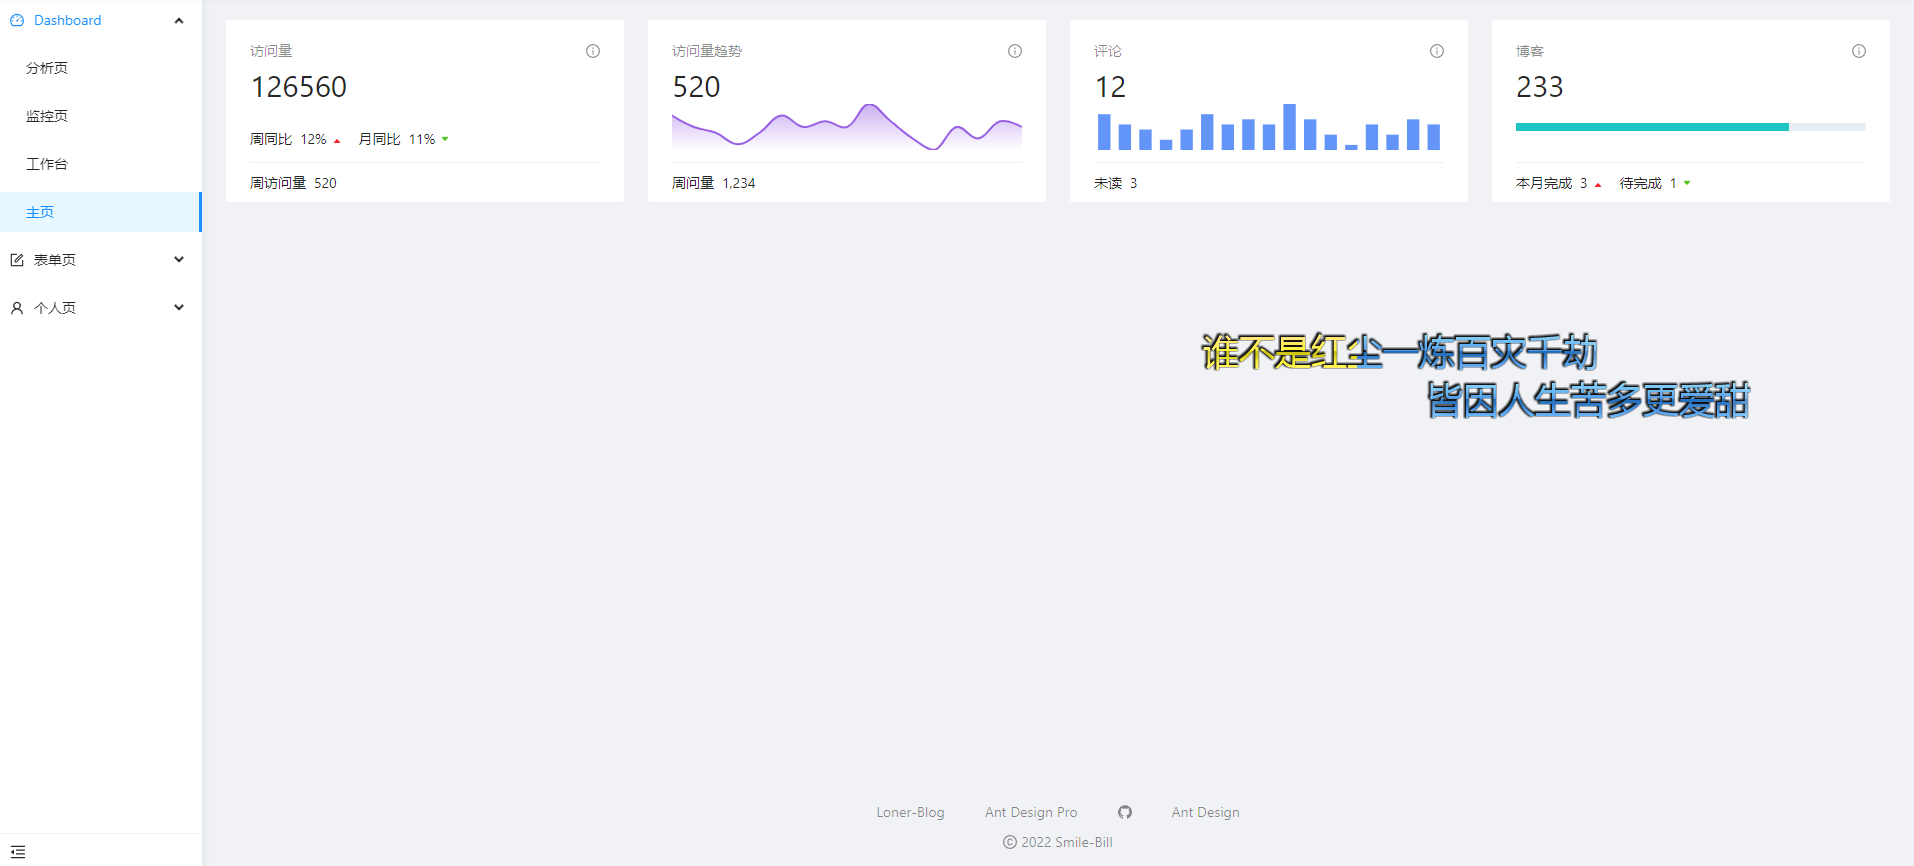 Dashboard
分析页
监控页
工作台
主页
表单页
个人页
访问量
126560
周同比 12% 月同比 11%
周访问量 520
访问量趋势
520
周问量 1,234
评论
12
未读 3
博客
233
本月完成 3 待完成 1
谁不是红尘一炼百灾千劫
皆因人生苦多更爱甜
Loner-Blog Ant Design Pro Ant Design
© 2022 Smile-Bill